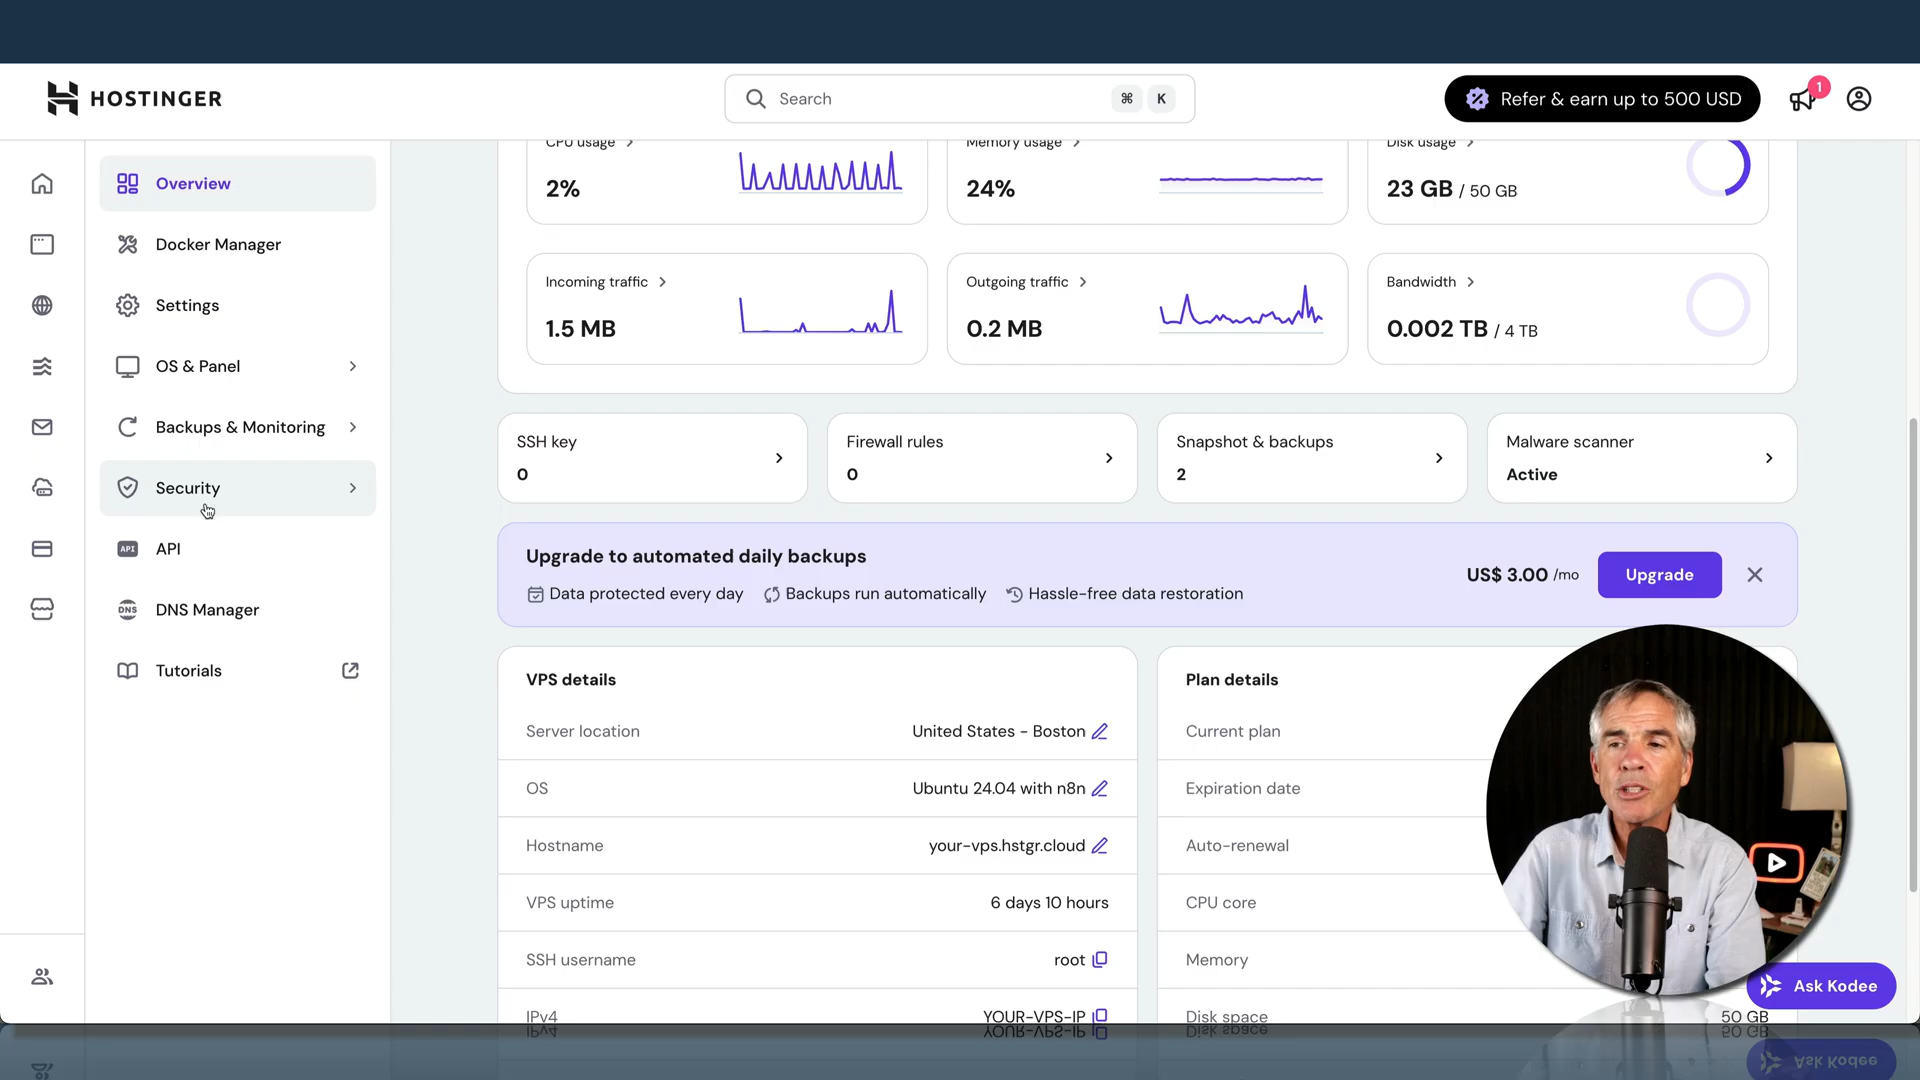 HOSTINGER
Search
⌘ K
Refer & earn up to 500 USD
1
Overview
Docker Manager
Settings
OS & Panel
Backups & Monitoring
Security
API
API
DNS
DNS Manager
Tutorials
CPU usage
2%
Memory usage
24%
Disk usage
23 GB / 50 GB
Incoming traffic
1.5 MB
Outgoing traffic
0.2 MB
Bandwidth
0.002 TB / 4 TB
SSH key
0
Firewall rules
0
Snapshot & backups
2
Malware scanner
Active
Upgrade to automated daily backups
Data protected every day
Backups run automatically
Hassle-free data restoration
US$ 3.00 /mo
Upgrade
VPS details
Server location
United States - Boston
OS
Ubuntu 24.04 with n8n
Hostname
your-vps.hstgr.cloud
VPS uptime
6 days 10 hours
SSH username
root
IPv4
YOUR-VPS-IP
Plan details
Current plan
Expiration date
Auto-renewal
CPU core
Memory
Disk space
50 GB
Ask Kodee